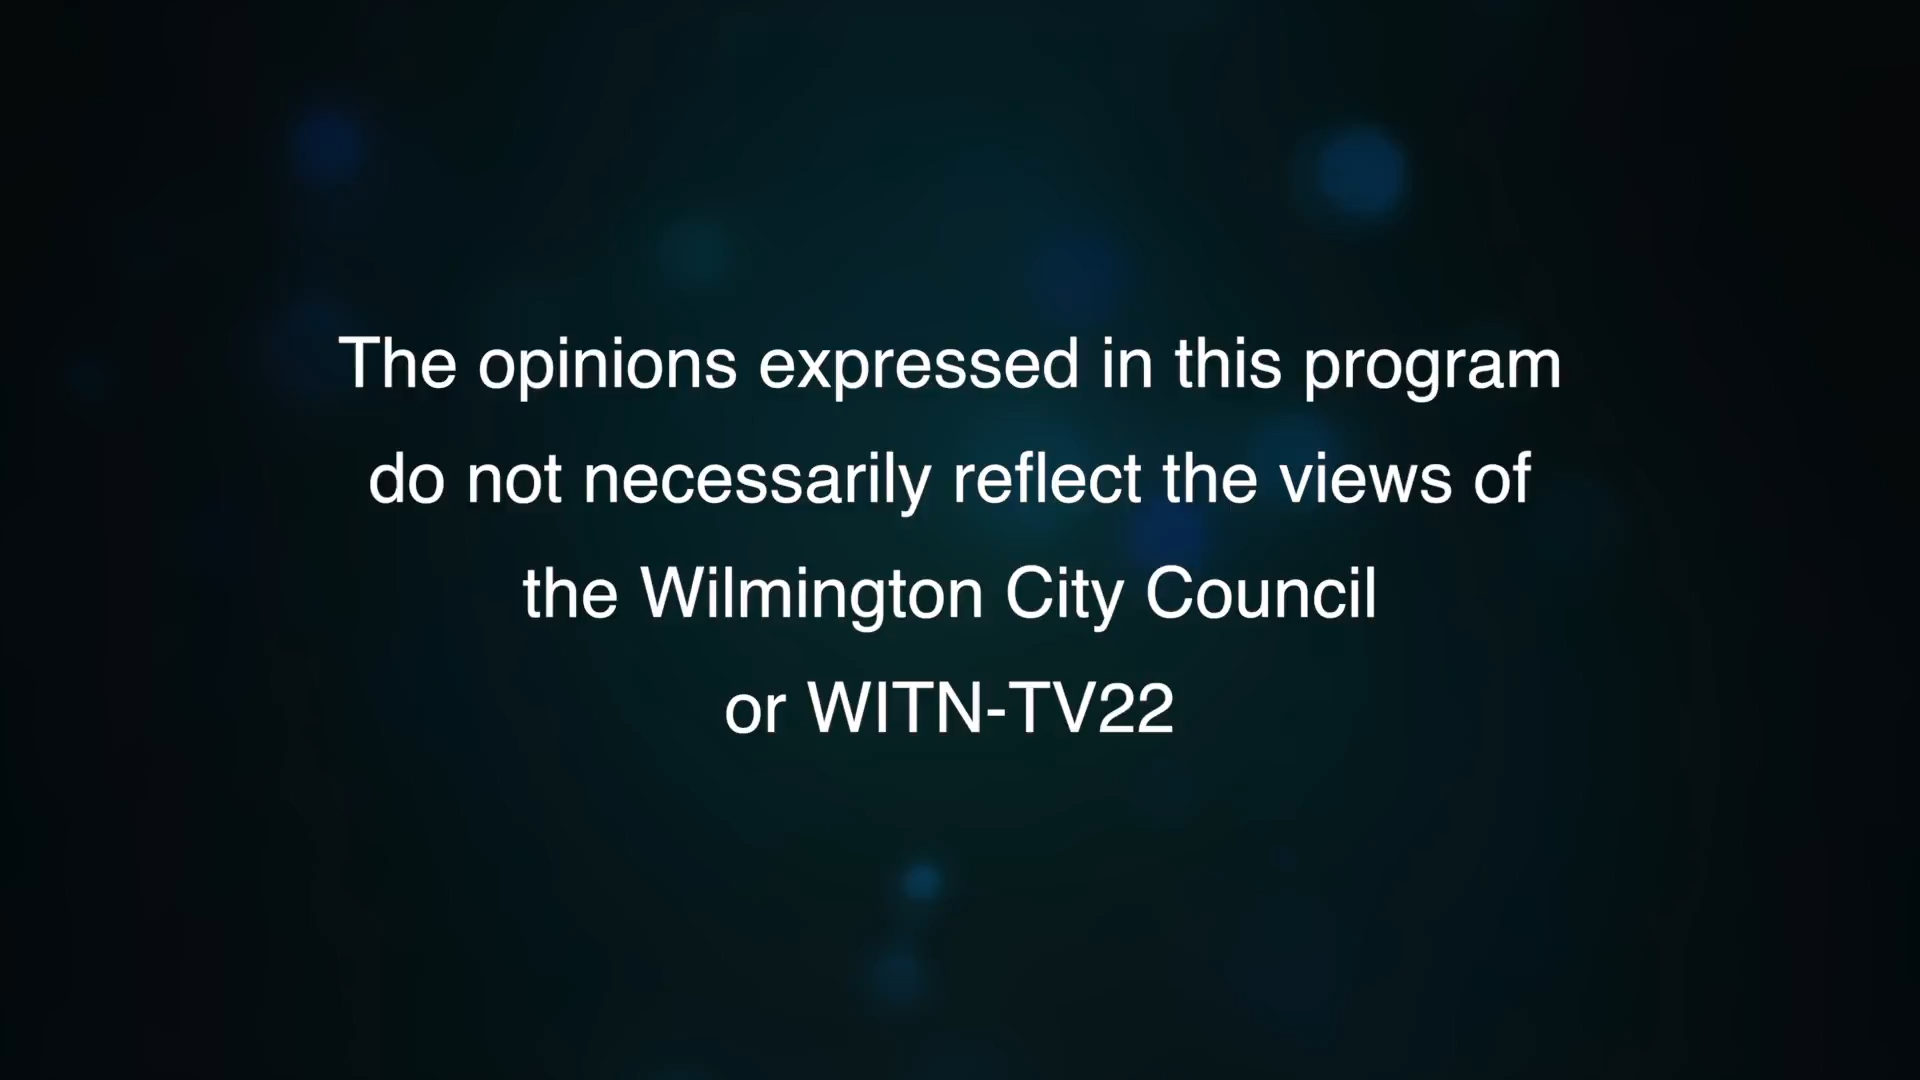 The opinions expressed in this program
do not necessarily reflect the views of
the Wilmington City Council
or WITN-TV22